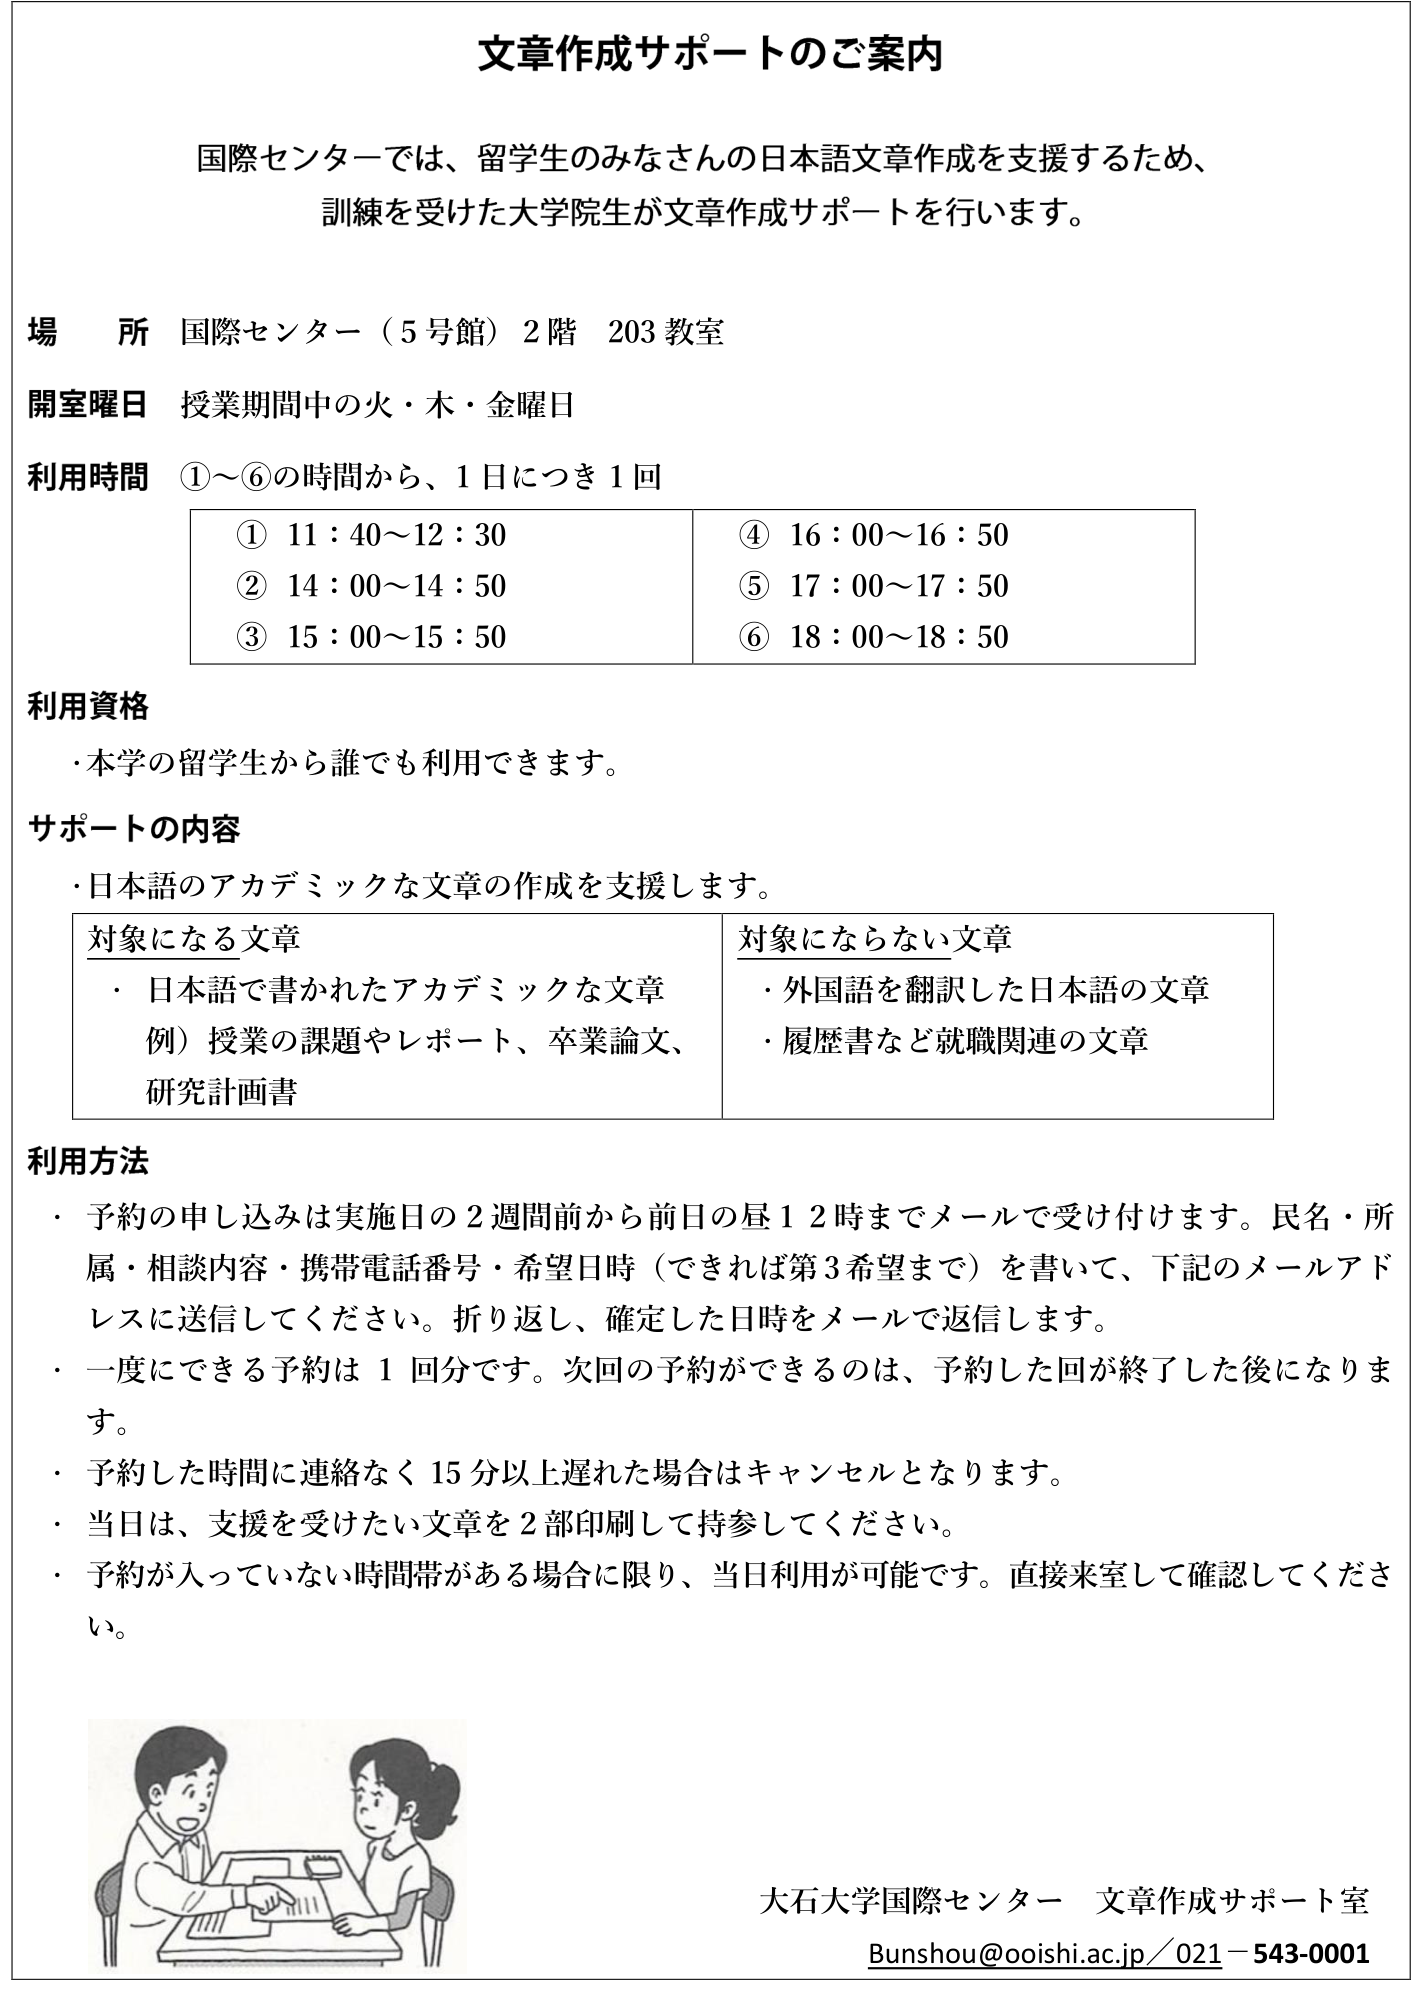 文章作成サポートのご案内
国際センターでは、留学生のみなさんの日本語文章作成を支援するため、
訓練を受けた大学院生が文章作成サポートを行います。
場　　所　国際センター（５号館）２階　203 教室
開室曜日　授業期間中の火・木・金曜日
利用時間　①～⑥の時間から、1 日につき 1 回
① 11：40～12：30
② 14：00～14：50
③ 15：00～15：50
④ 16：00～16：50
⑤ 17：00～17：50
⑥ 18：00～18：50
利用資格
・本学の留学生から誰でも利用できます。
サポートの内容
・日本語のアカデミックな文章の作成を支援します。
対象になる文章
・ 日本語で書かれたアカデミックな文章
例）授業の課題やレポート、卒業論文、
研究計画書
対象にならない文章
・外国語を翻訳した日本語の文章
・履歴書など就職関連の文章
利用方法
・ 予約の申し込みは実施日の２週間前から前日の昼１２時までメールで受け付けます。民名・所
属・相談内容・携帯電話番号・希望日時（できれば第３希望まで）を書いて、下記のメールアド
レスに送信してください。折り返し、確定した日時をメールで返信します。
・ 一度にできる予約は 1 回分です。次回の予約ができるのは、予約した回が終了した後になりま
す。
・ 予約した時間に連絡なく 15 分以上遅れた場合はキャンセルとなります。
・ 当日は、支援を受けたい文章を２部印刷して持参してください。
・ 予約が入っていない時間帯がある場合に限り、当日利用が可能です。直接来室して確認してくださ
い。
大石大学国際センター　文章作成サポート室
Bunshou@ooishi.ac.jp／021－543-0001